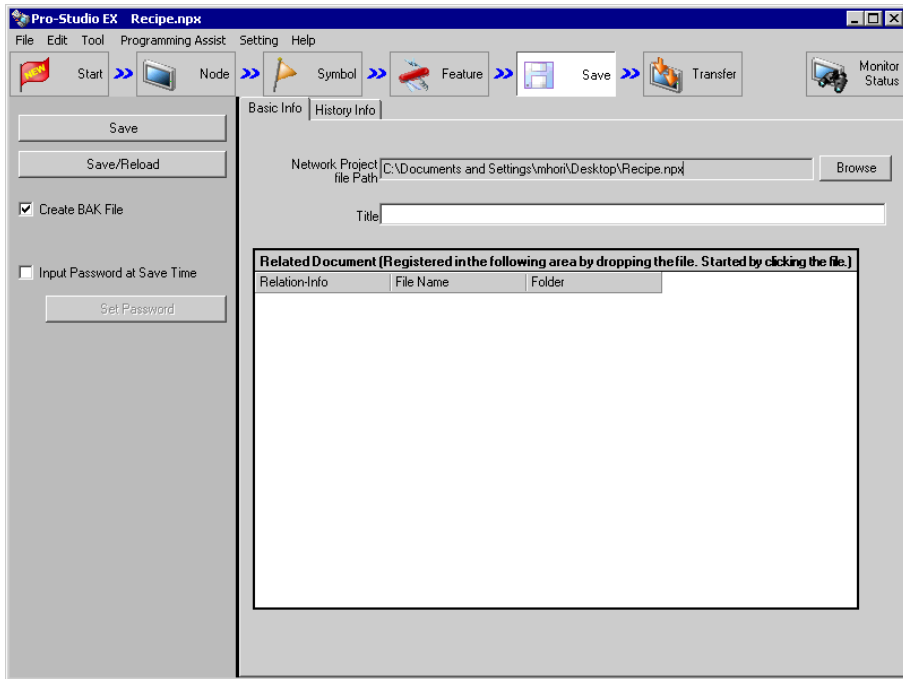 Pro-Studio EX   Recipe.npx
File Edit Tool Programming Assist Setting Help
NEW Start Node Symbol Feature Save Transfer Monitor
Status
Basic Info History Info
Save
Save/Reload
Network Project
file Path C:\Documents and Settings\mhori\Desktop\Recipe.npx Browse
Create BAK File
Title
Related Document (Registered in the following area by dropping the file. Started by clicking the file.)
Input Password at Save Time
Relation-Info File Name Folder
Set Password